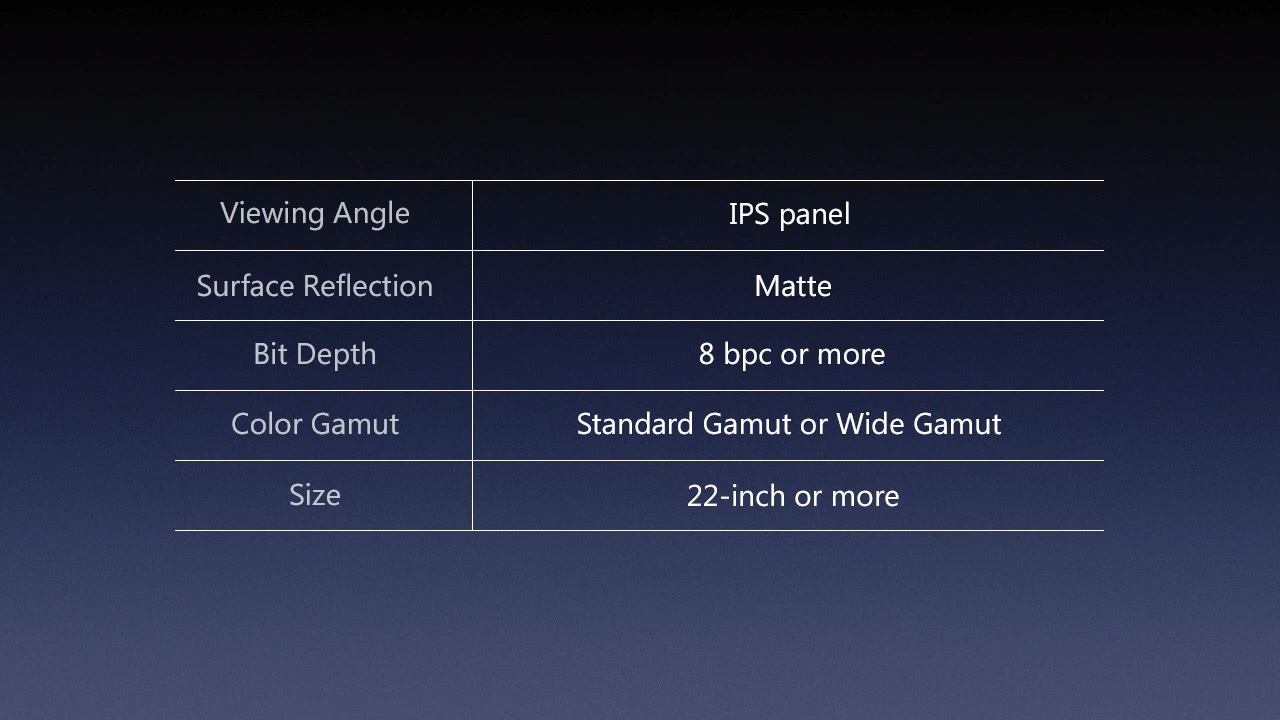 Viewing Angle IPS panel
Surface Reflection Matte
Bit Depth 8 bpc or more
Color Gamut Standard Gamut or Wide Gamut
Size 22-inch or more